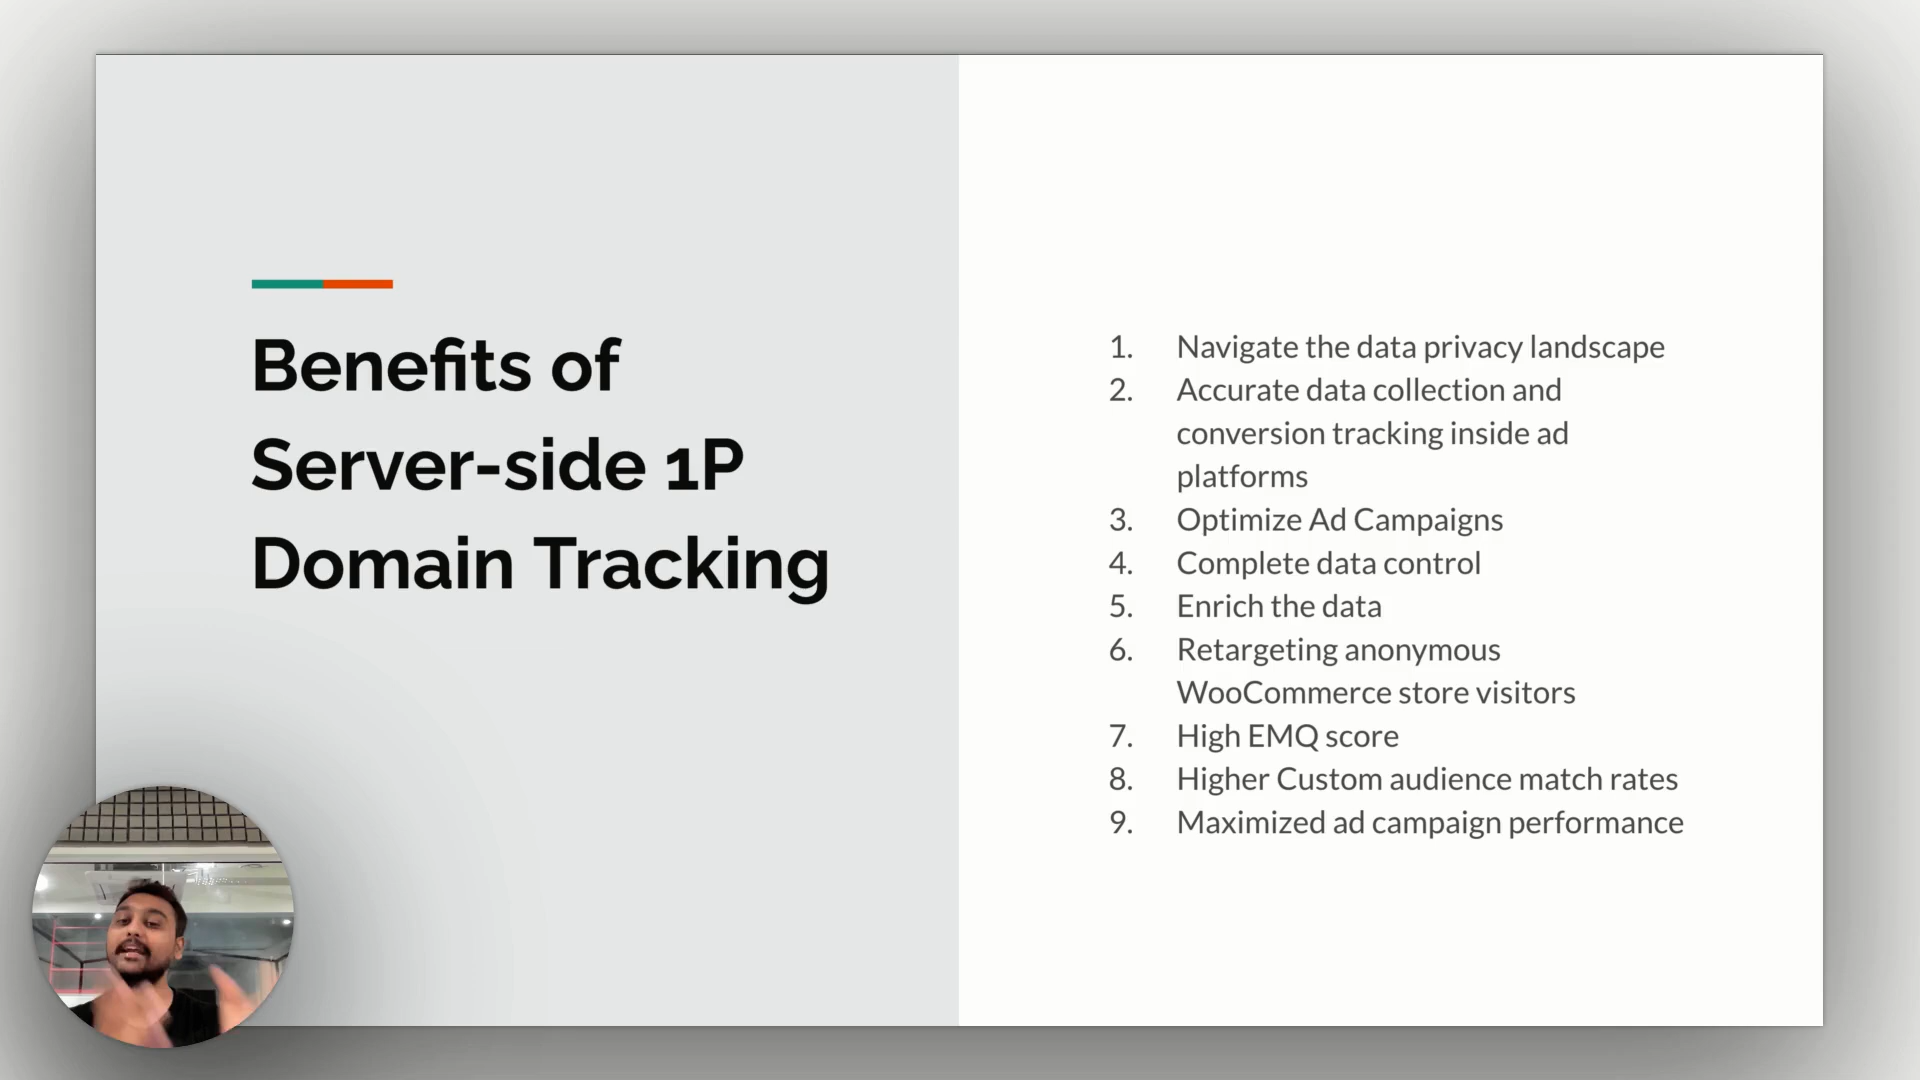 Benefits of
Server-side 1P
Domain Tracking
1. Navigate the data privacy landscape
2. Accurate data collection and
conversion tracking inside ad
platforms
3. Optimize Ad Campaigns
4. Complete data control
5. Enrich the data
6. Retargeting anonymous
WooCommerce store visitors
7. High EMQ score
8. Higher Custom audience match rates
9. Maximized ad campaign performance